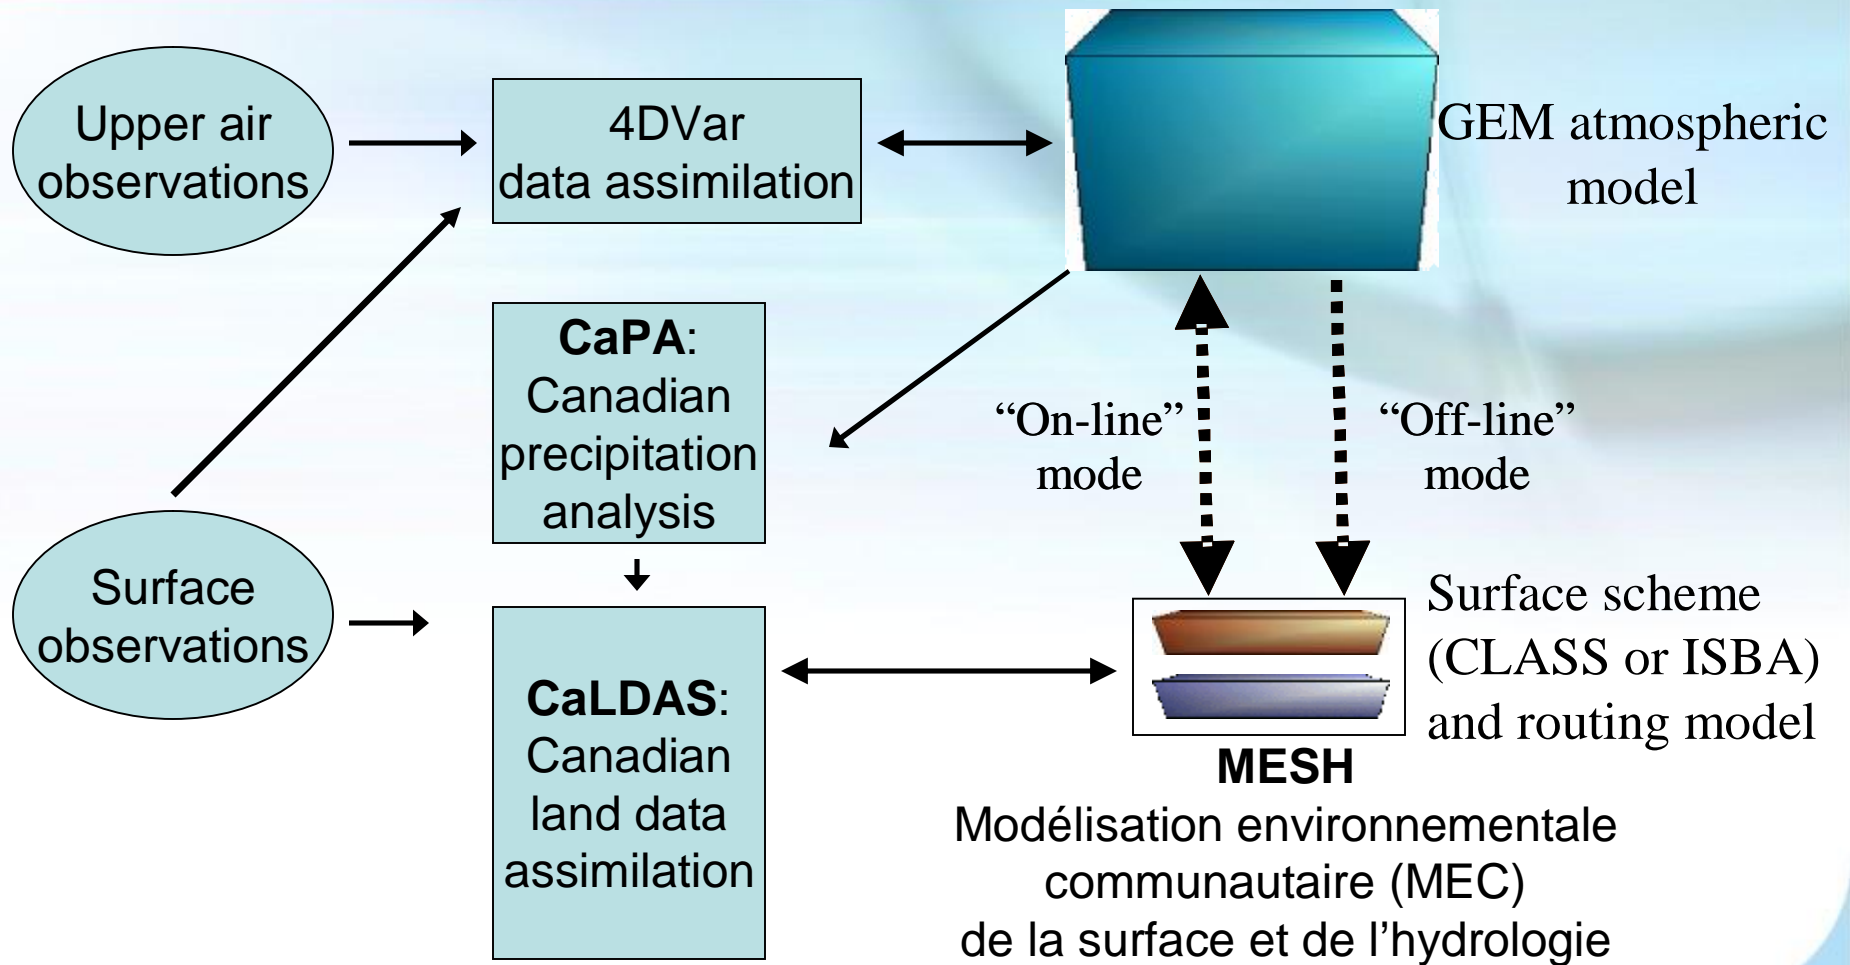 Upper air
observations
4DVar
data assimilation
GEM atmospheric
model
CaPA:
Canadian
precipitation
analysis
“On-line”
mode
“Off-line”
mode
Surface
observations
CaLDAS:
Canadian
land data
assimilation
Surface scheme
(CLASS or ISBA)
and routing model
MESH
Modélisation environnementale
communautaire (MEC)
de la surface et de l’hydrologie